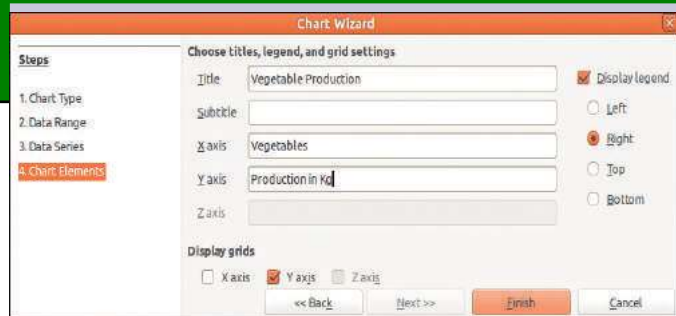 Chart Wizard
Steps
1. Chart Type
2. Data Range
3. Data Series
4. Chart Elements
Choose titles, legend, and grid settings
Title Vegetable Production
Subtitle
X axis Vegetables
Y axis Production in Kg
Z axis
Display legend
Left
Right
Top
Bottom
Display grids
X axis Y axis Z axis
<< Back Next >> Finish Cancel